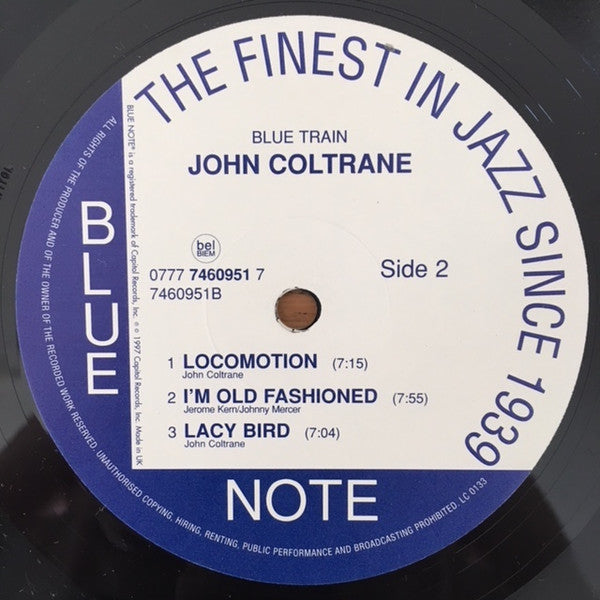 THE FINEST IN JAZZ SINCE 1939
BLUE TRAIN
JOHN COLTRANE
bel
BIEM
0777 7460951 7
7460951B
Side 2
1 LOCOMOTION (7:15)
John Coltrane
2 I'M OLD FASHIONED (7:55)
Jerome Kern/Johnny Mercer
3 LACY BIRD (7:04)
John Coltrane
BLUE
NOTE
BLUE NOTE® is a registered trademark of Capitol Records, Inc. ℗ © 1997 Capitol Records, Inc. Made in UK
ALL RIGHTS OF THE PRODUCER AND OF THE OWNER OF THE RECORDED WORK RESERVED. UNAUTHORISED COPYING, HIRING, RENTING, PUBLIC PERFORMANCE AND BROADCASTING PROHIBITED. LC 0133